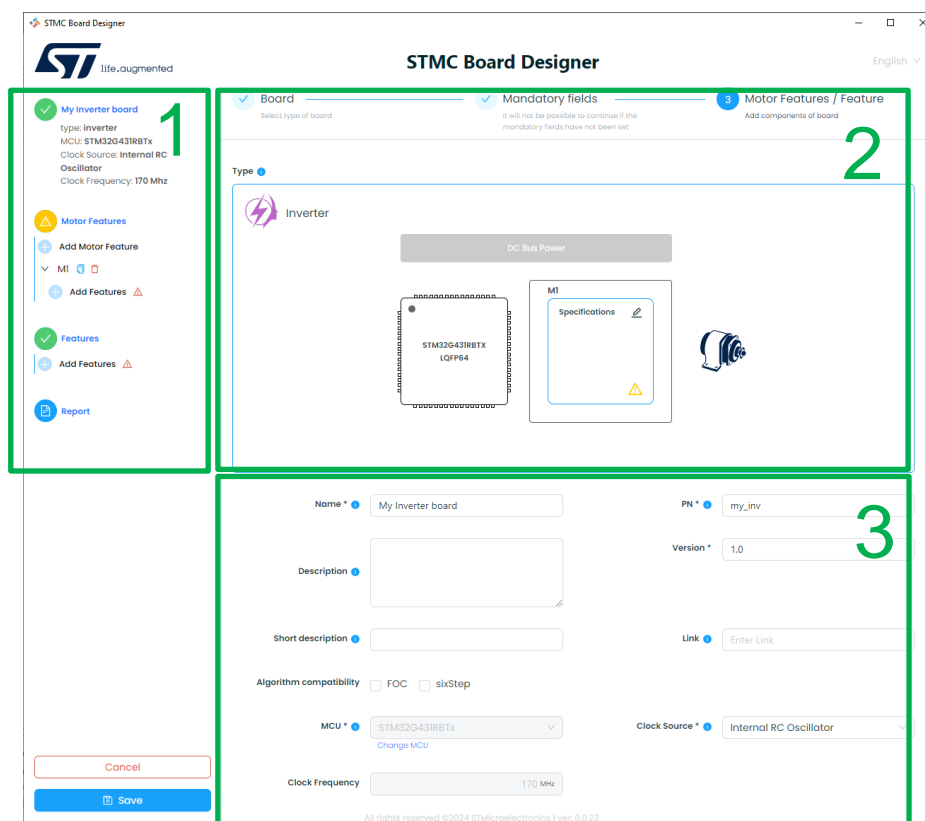 STMC Board Designer
life.augmented
STMC Board Designer
English
1
My Inverter board
type: inverter
MCU: STM32G431RBTx
Clock Source: Internal RC
Oscillator
Clock Frequency: 170 Mhz
Motor Features
Add Motor Feature
M1
Add Features
Features
Add Features
Report
Cancel
Save
2
Board
Select type of board
Mandatory fields
It will not be possible to continue if the
mandatory fields have not been set
3
Motor Features / Feature
Add components of board
Type
Inverter
DC Bus Power
STM32G431RBTX
LQFP64
M1
Specifications
3
Name *
My Inverter board
PN *
my_inv
Description
Version *
1.0
Short description
Link
Enter Link
Algorithm compatibility
FOC
sixStep
MCU *
STM32G431RBTx
Change MCU
Clock Source *
Internal RC Oscillator
Clock Frequency
170 MHz
All rights reserved ©2024 STMicroelectronics | ver: 0.0.23